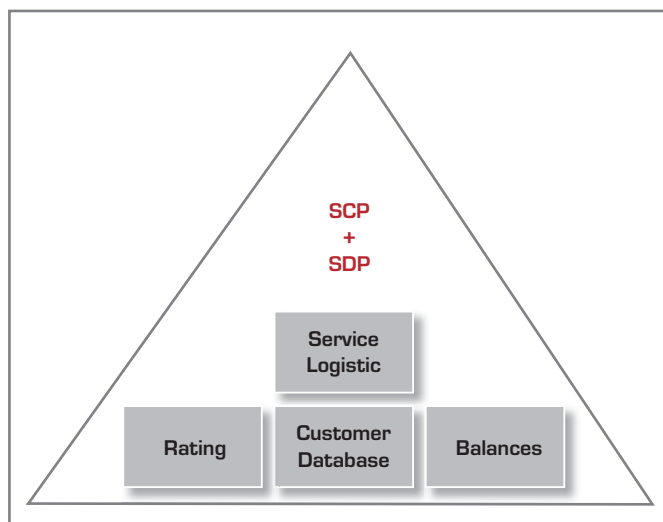 SCP
+
SDP
Service
Logistic
Rating
Customer
Database
Balances